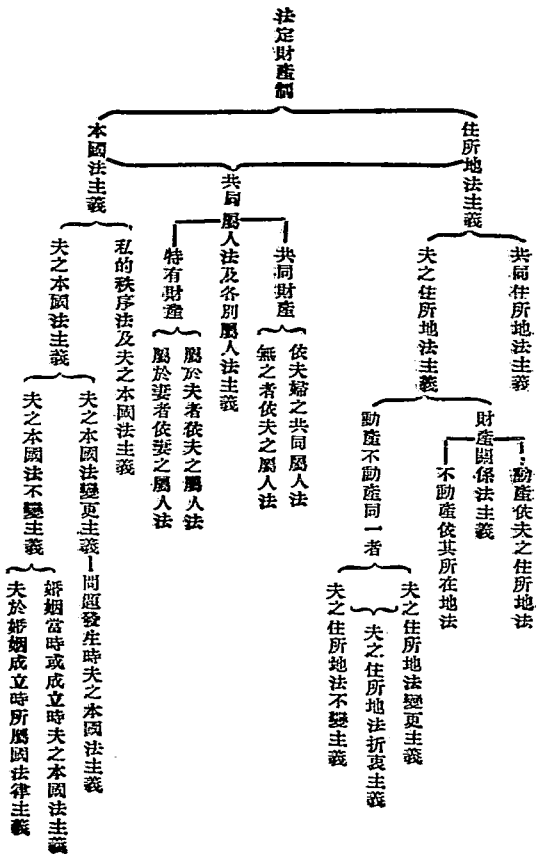 法定財產制
住所地法主義
共同住所地法主義
夫之住所地法主義
財產關係法主義
動產依夫之住所地法
不動產依其所在地法
動產不動產同一者
夫之住所地法變更主義
夫之住所地法折衷主義
夫之住所地法不變主義
共同屬人法及各別屬人法主義
共同財產
依夫婦之共同屬人法
無之者依夫之屬人法
特有財產
屬於夫者依夫之屬人法
屬於妻者依妻之屬人法
本國法主義
私的秩序法及夫之本國法主義
夫之本國法主義
夫之本國法變更主義—問題發生時夫之本國法主義
夫之本國法不變主義
婚姻當時或成立時夫之本國法主義
夫於婚姻成立時所屬國法律主義